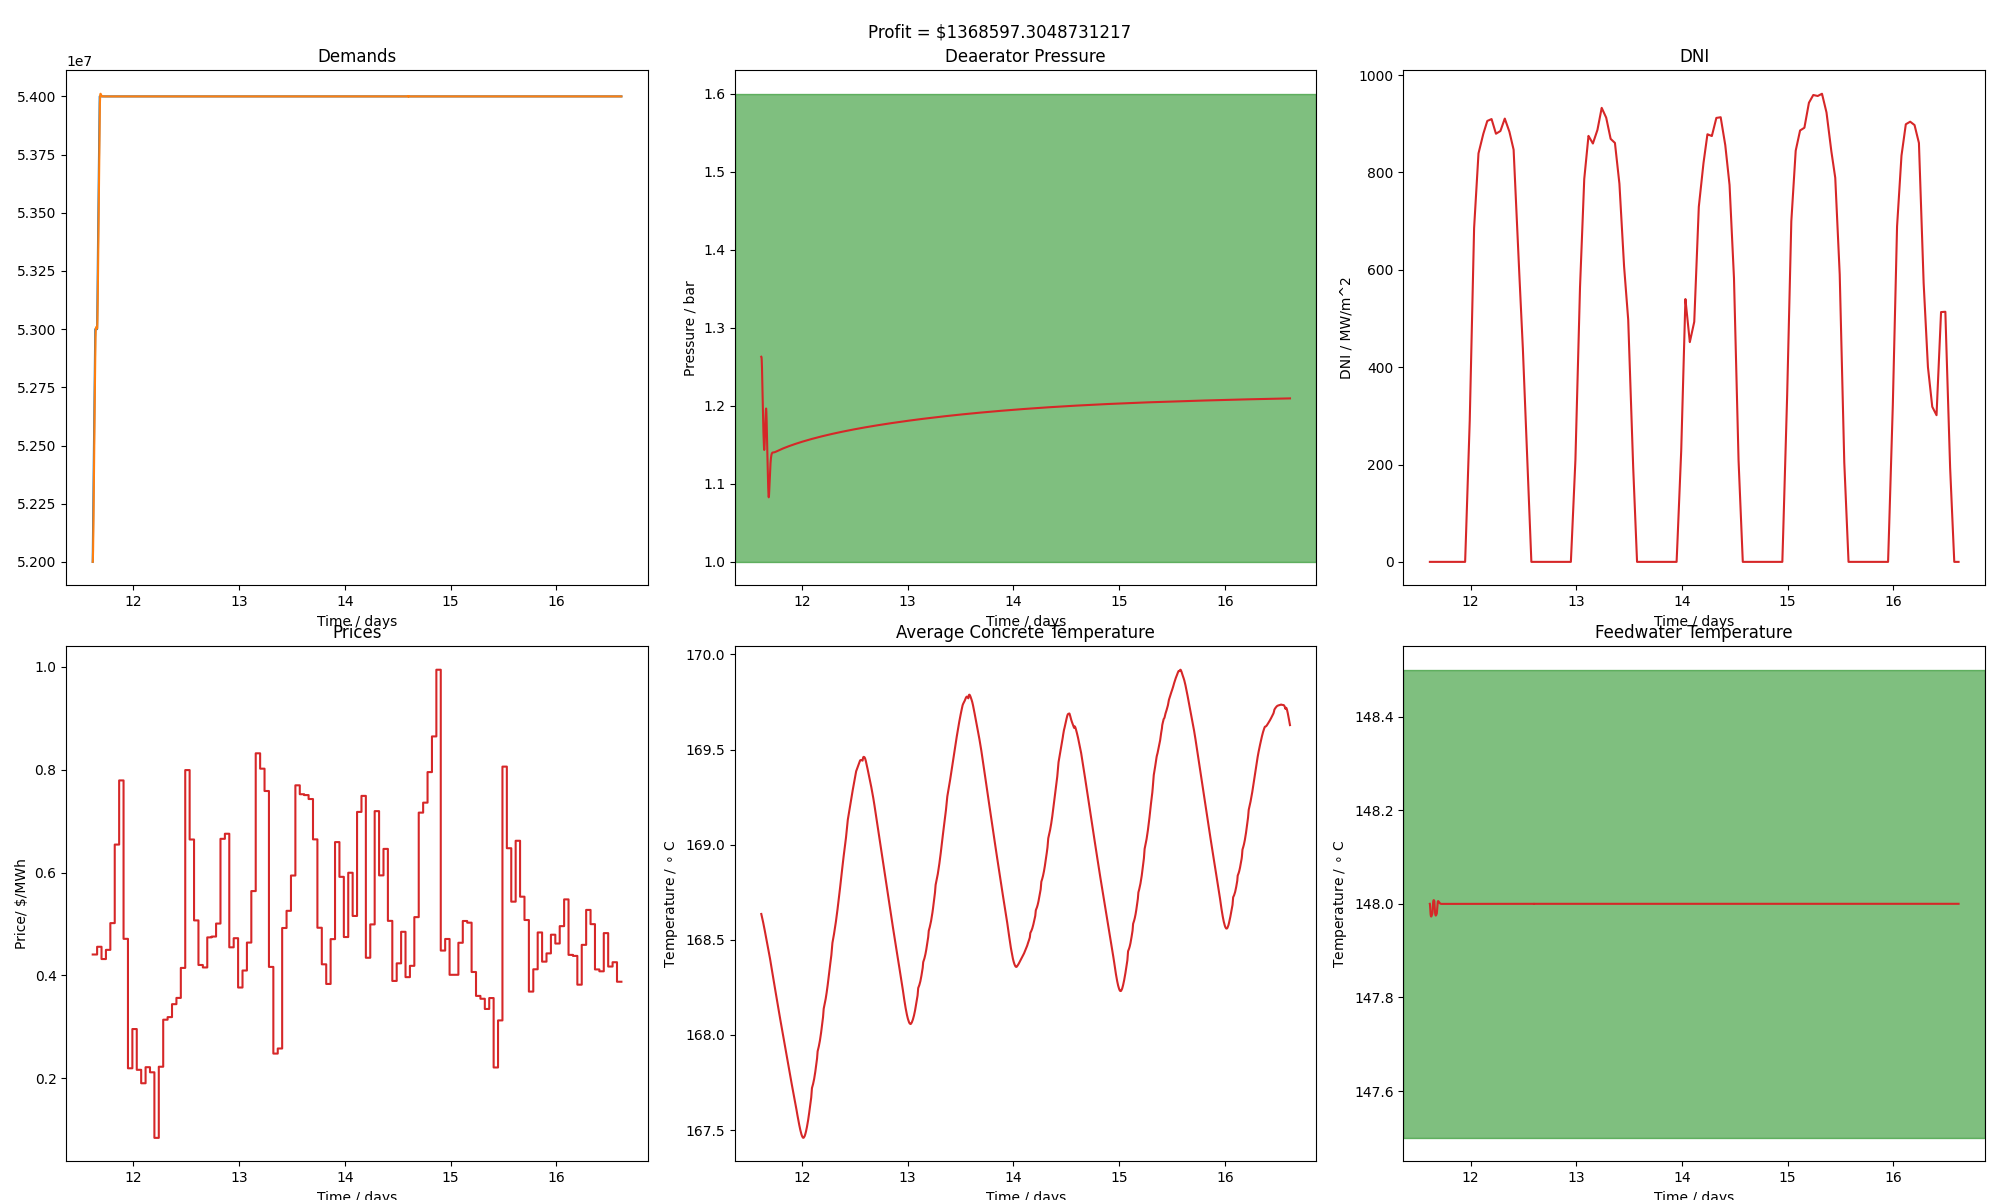 Profit = $1368597.3048731217
Demands
1e7
5.400
5.375
5.350
5.325
5.300
5.275
5.250
5.225
5.200
12 13 14 15 16
Time / days
Deaerator Pressure
Pressure / bar
1.6
1.5
1.4
1.3
1.2
1.1
1.0
12 13 14 15 16
Time / days
DNI
DNI / MW/m^2
1000
800
600
400
200
0
12 13 14 15 16
Time / days
Prices
Price/ $/MWh
1.0
0.8
0.6
0.4
0.2
12 13 14 15 16
Time / days
Average Concrete Temperature
Temperature / ∘ C
170.0
169.5
169.0
168.5
168.0
167.5
12 13 14 15 16
Time / days
Feedwater Temperature
Temperature / ∘ C
148.4
148.2
148.0
147.8
147.6
12 13 14 15 16
Time / days